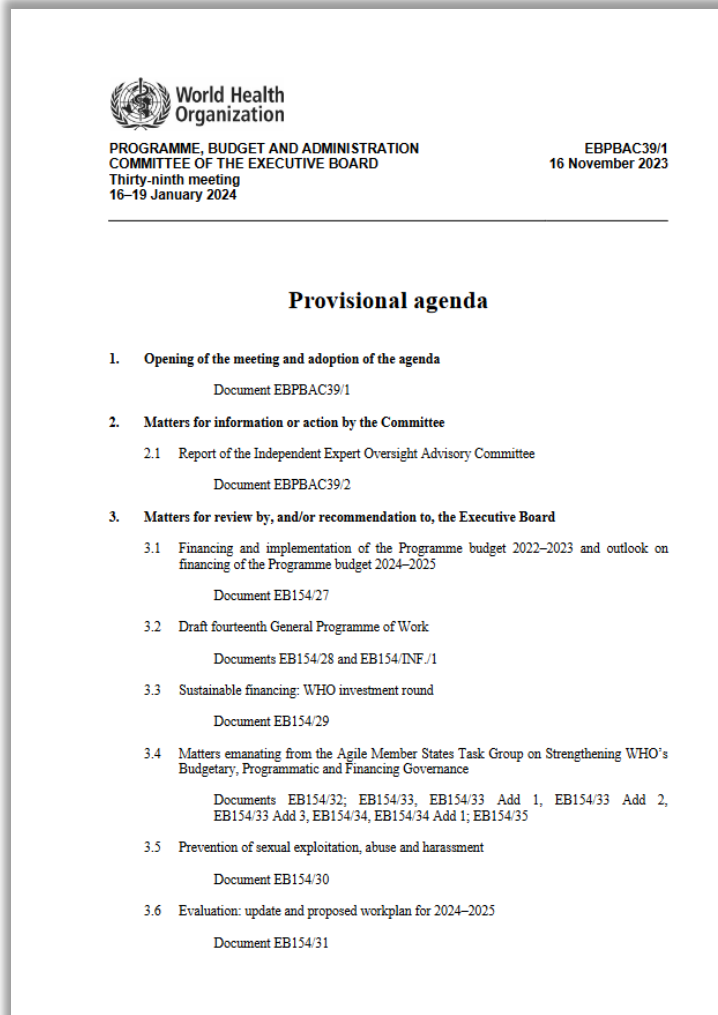 World Health
Organization
PROGRAMME, BUDGET AND ADMINISTRATION
COMMITTEE OF THE EXECUTIVE BOARD
Thirty-ninth meeting
16–19 January 2024
EBPBAC39/1
16 November 2023
Provisional agenda
1. Opening of the meeting and adoption of the agenda
Document EBPBAC39/1
2. Matters for information or action by the Committee
2.1 Report of the Independent Expert Oversight Advisory Committee
Document EBPBAC39/2
3. Matters for review by, and/or recommendation to, the Executive Board
3.1 Financing and implementation of the Programme budget 2022–2023 and outlook on
financing of the Programme budget 2024–2025
Document EB154/27
3.2 Draft fourteenth General Programme of Work
Documents EB154/28 and EB154/INF./1
3.3 Sustainable financing: WHO investment round
Document EB154/29
3.4 Matters emanating from the Agile Member States Task Group on Strengthening WHO’s
Budgetary, Programmatic and Financing Governance
Documents EB154/32; EB154/33, EB154/33 Add 1, EB154/33 Add 2,
EB154/33 Add 3, EB154/34, EB154/34 Add 1; EB154/35
3.5 Prevention of sexual exploitation, abuse and harassment
Document EB154/30
3.6 Evaluation: update and proposed workplan for 2024–2025
Document EB154/31